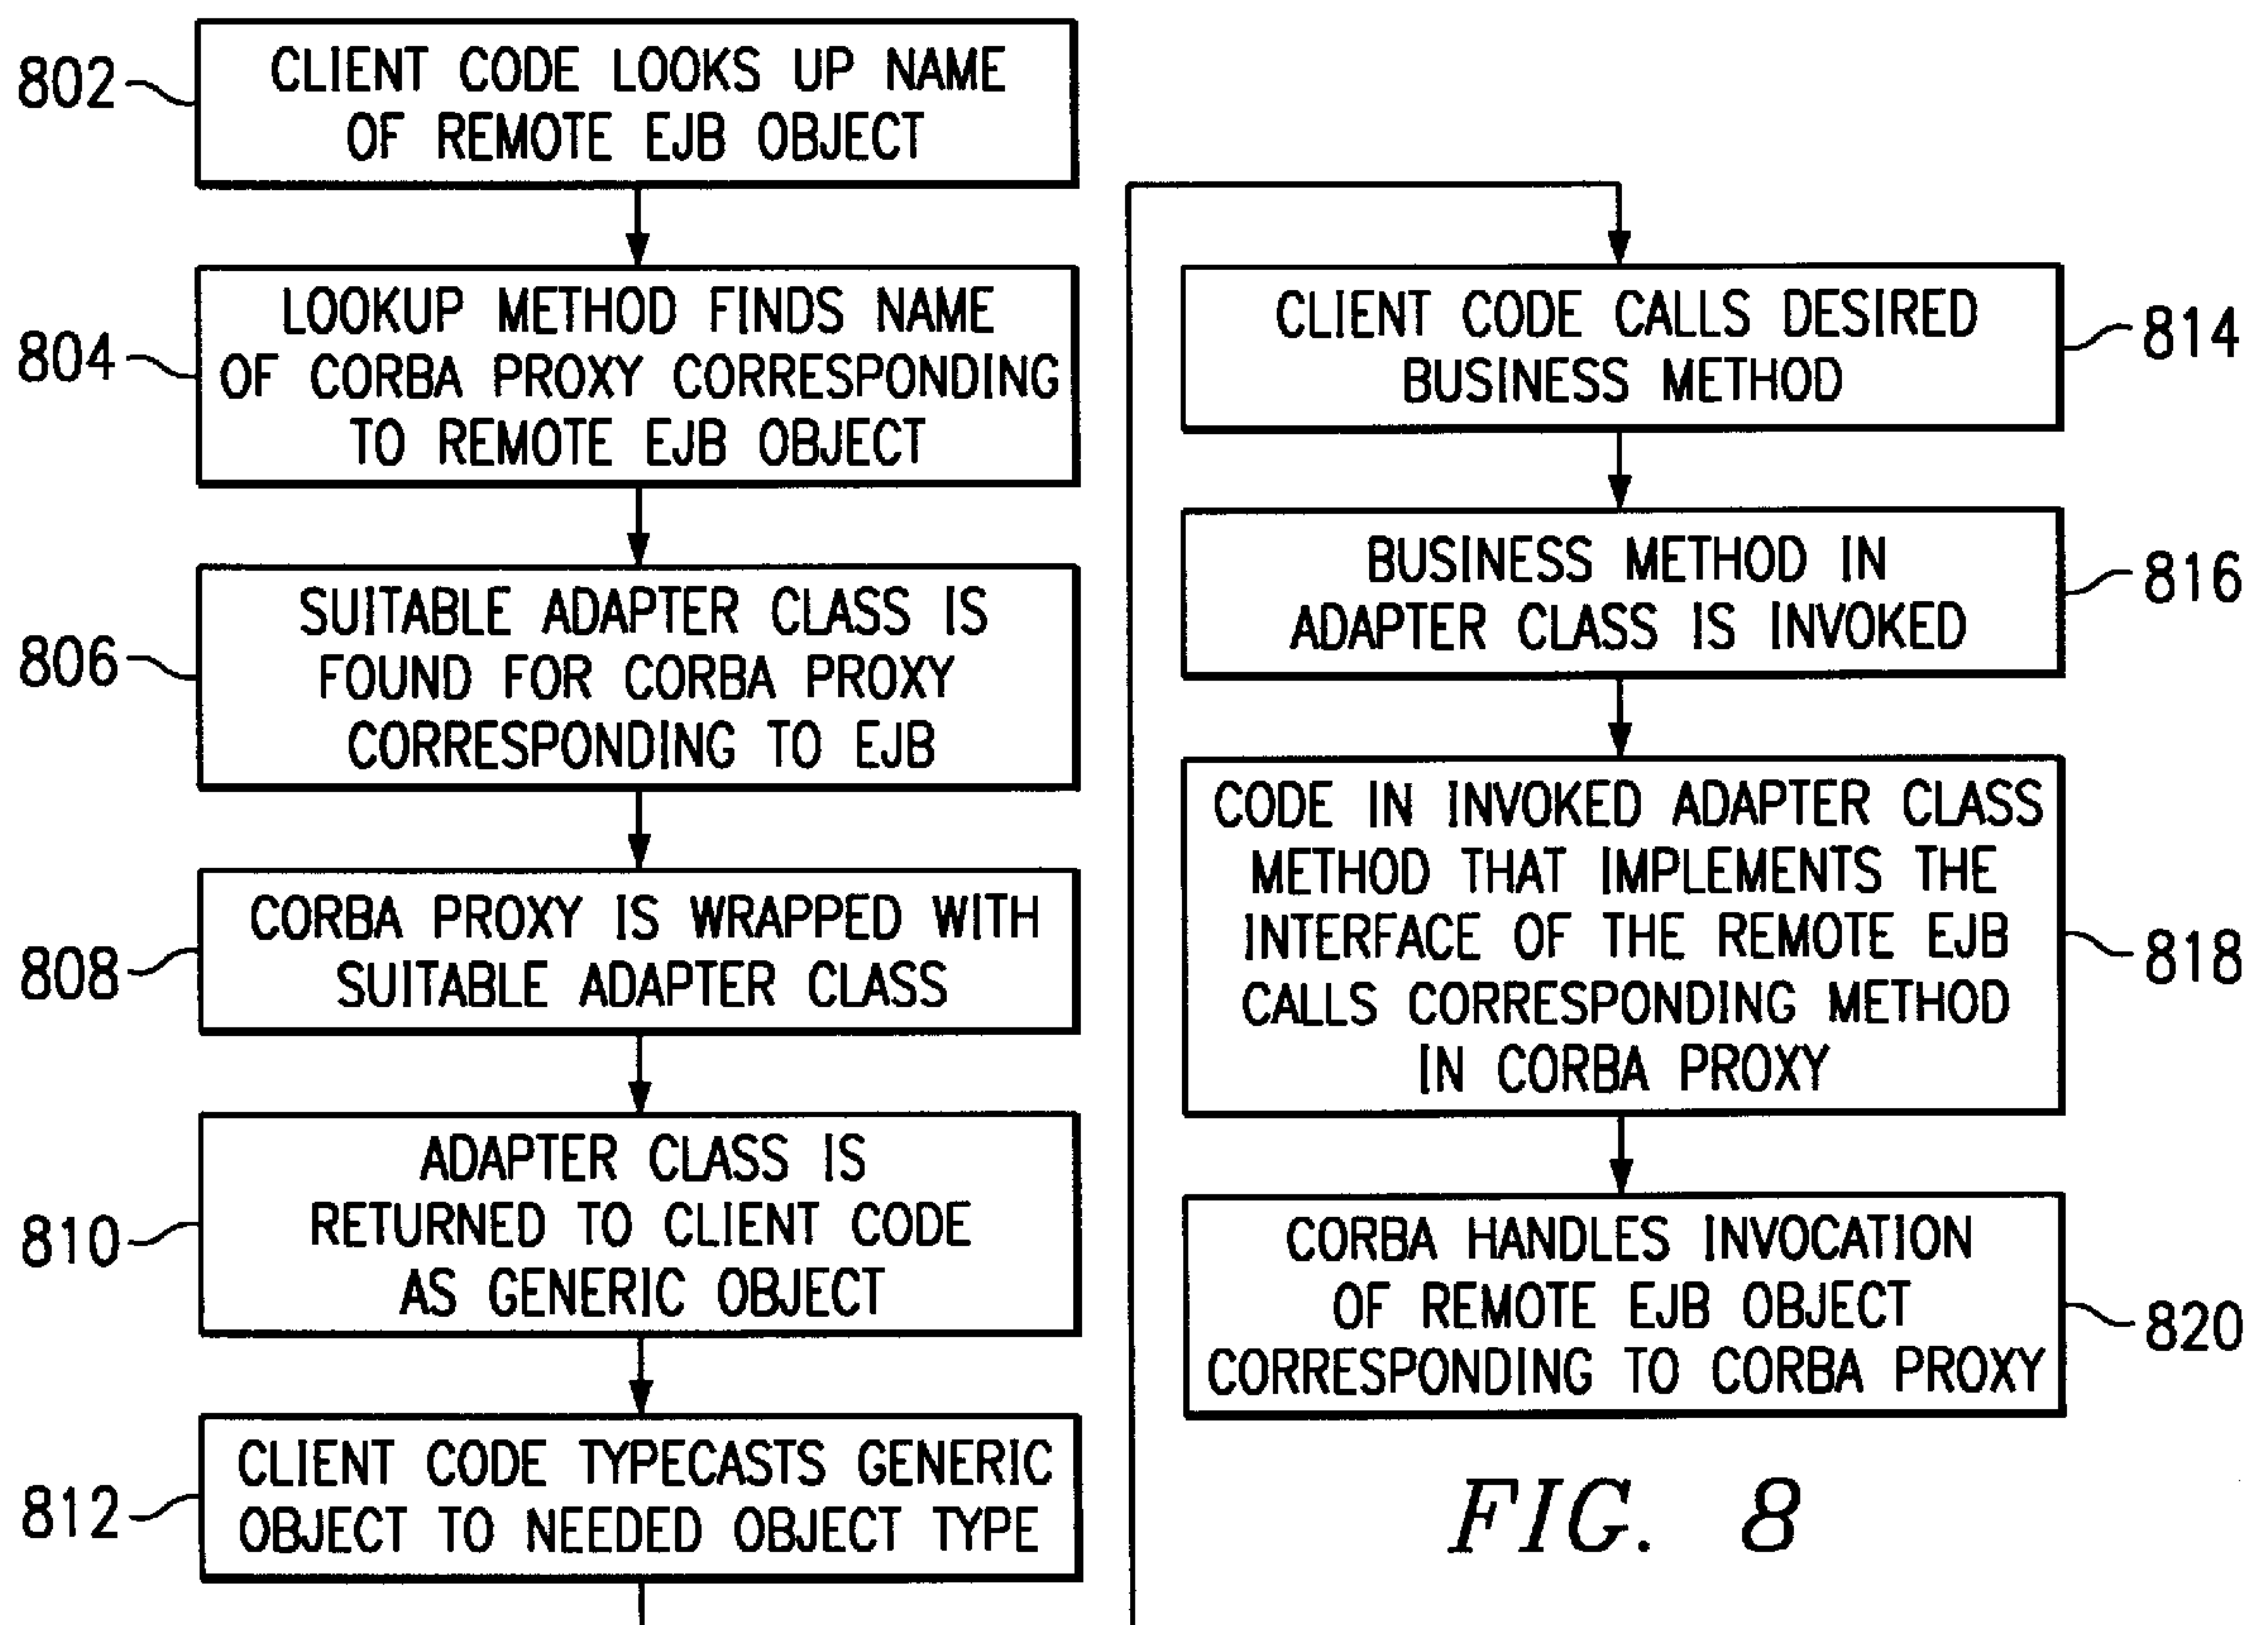 802
CLIENT CODE LOOKS UP NAME
OF REMOTE EJB OBJECT
804
LOOKUP METHOD FINDS NAME
OF CORBA PROXY CORRESPONDING
TO REMOTE EJB OBJECT
806
SUITABLE ADAPTER CLASS IS
FOUND FOR CORBA PROXY
CORRESPONDING TO EJB
808
CORBA PROXY IS WRAPPED WITH
SUITABLE ADAPTER CLASS
810
ADAPTER CLASS IS
RETURNED TO CLIENT CODE
AS GENERIC OBJECT
812
CLIENT CODE TYPECASTS GENERIC
OBJECT TO NEEDED OBJECT TYPE
CLIENT CODE CALLS DESIRED
BUSINESS METHOD
814
BUSINESS METHOD IN
ADAPTER CLASS IS INVOKED
816
CODE IN INVOKED ADAPTER CLASS
METHOD THAT IMPLEMENTS THE
INTERFACE OF THE REMOTE EJB
CALLS CORRESPONDING METHOD
IN CORBA PROXY
818
CORBA HANDLES INVOCATION
OF REMOTE EJB OBJECT
CORRESPONDING TO CORBA PROXY
820
FIG. 8